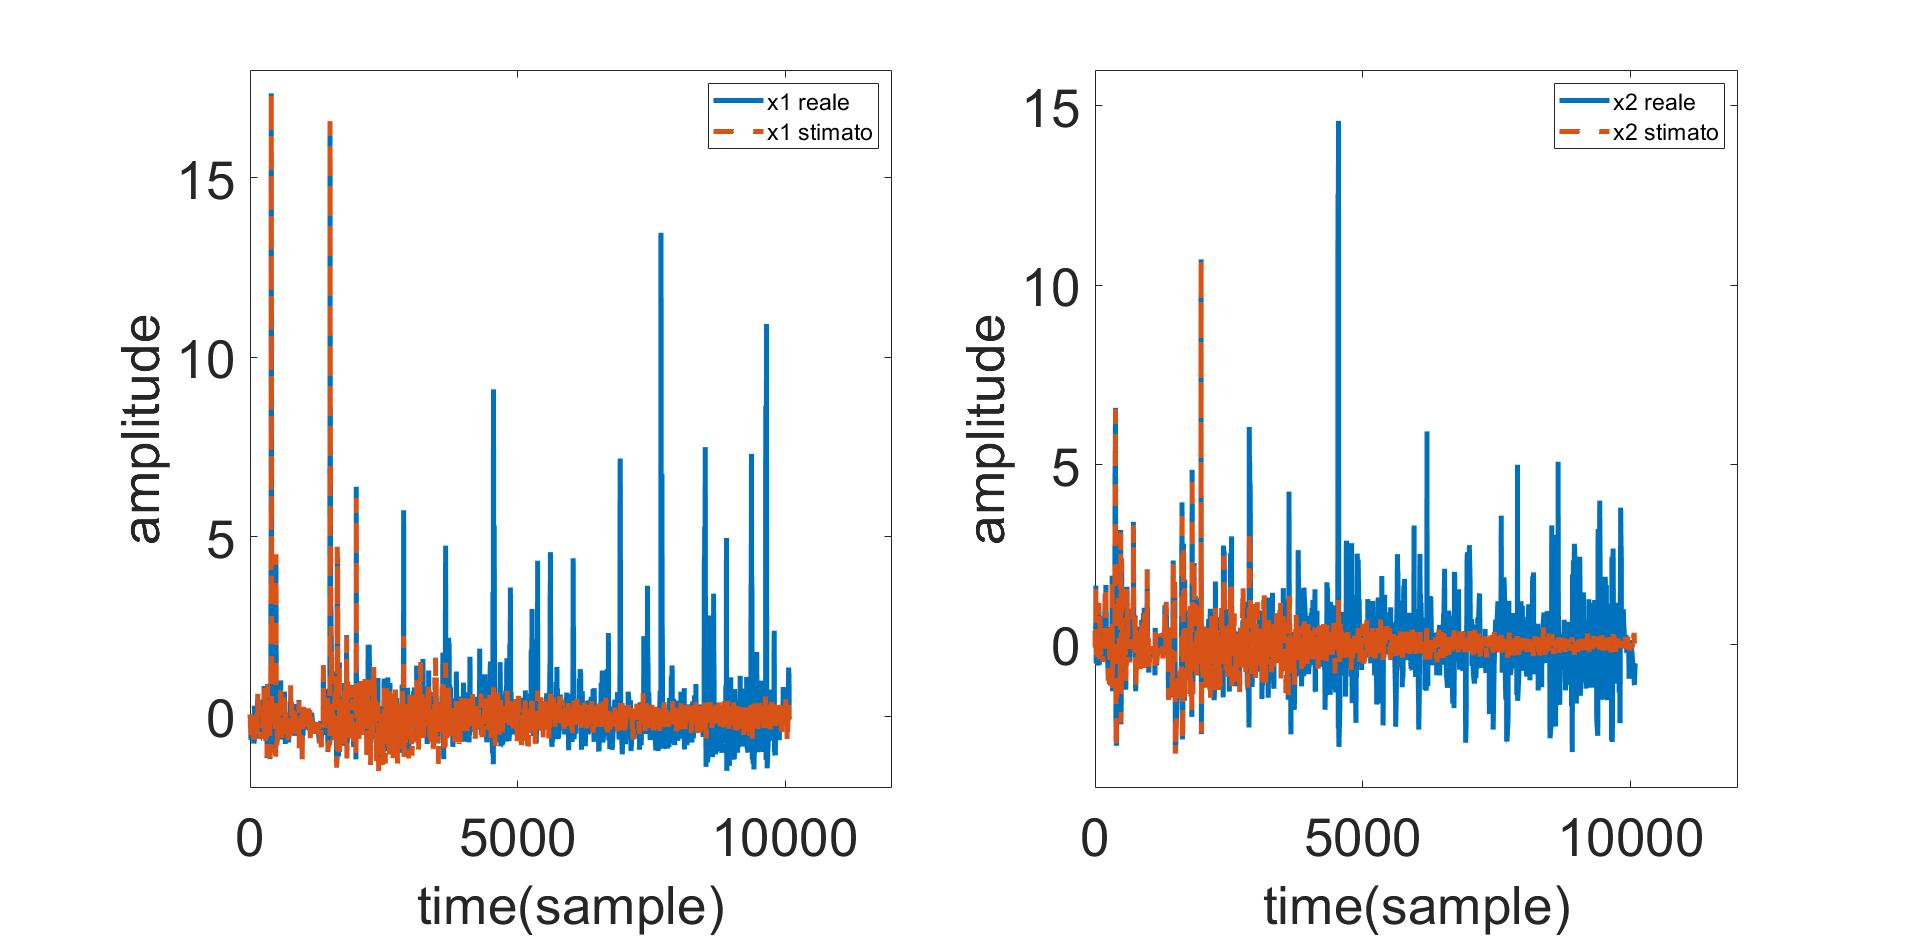 x1 reale
x1 stimato
15
10
5
0
amplitude
0 5000 10000
time(sample)
x2 reale
x2 stimato
15
10
5
0
amplitude
0 5000 10000
time(sample)